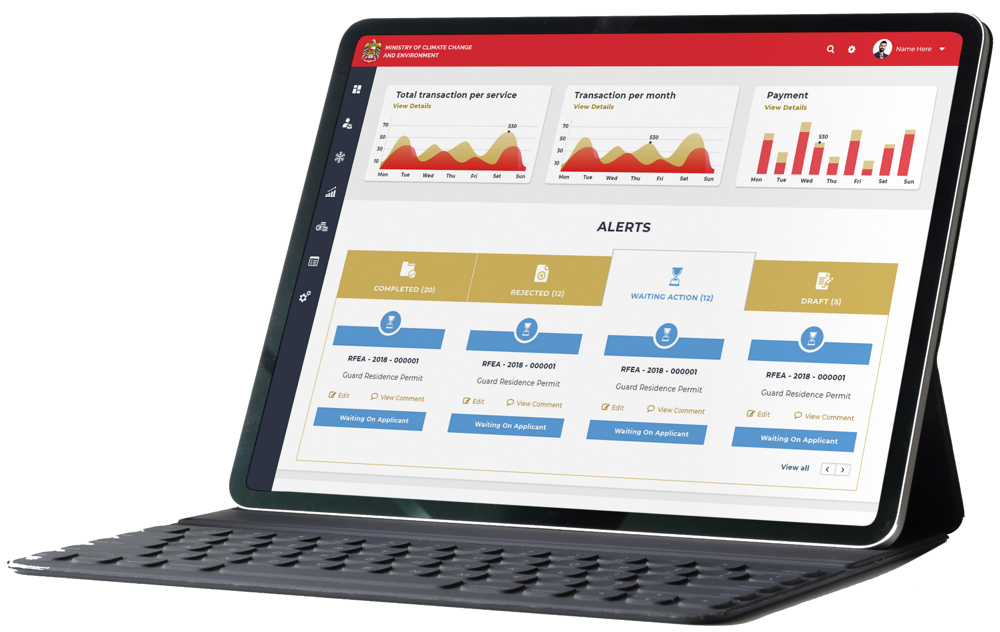 MINISTRY OF CLIMATE CHANGE
AND ENVIRONMENT
Name Here
Total transaction per service
View Details
530
70
50
30
10
Mon Tue Wed Thu Fri Sat Sun
Transaction per month
View Details
530
70
50
30
10
Mon Tue Wed Thu Fri Sat Sun
Payment
View Details
530
Mon Tue Wed Thu Fri Sat Sun
ALERTS
COMPLETED (20)
REJECTED (12)
WAITING ACTION (12)
DRAFT (5)
RFEA - 2018 - 000001
Guard Residence Permit
Edit View Comment
Waiting On Applicant
RFEA - 2018 - 000001
Guard Residence Permit
Edit View Comment
Waiting On Applicant
RFEA - 2018 - 000001
Guard Residence Permit
Edit View Comment
Waiting On Applicant
RFEA - 2018 - 000001
Guard Residence Permit
Edit View Comment
Waiting On Applicant
View all